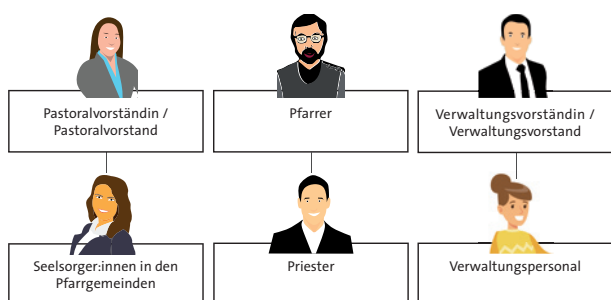 Pastoralvorständin /
Pastoralvorstand
Pfarrer
Verwaltungsvorständin /
Verwaltungsvorstand
Seelsorger:innen in den
Pfarrgemeinden
Priester
Verwaltungspersonal